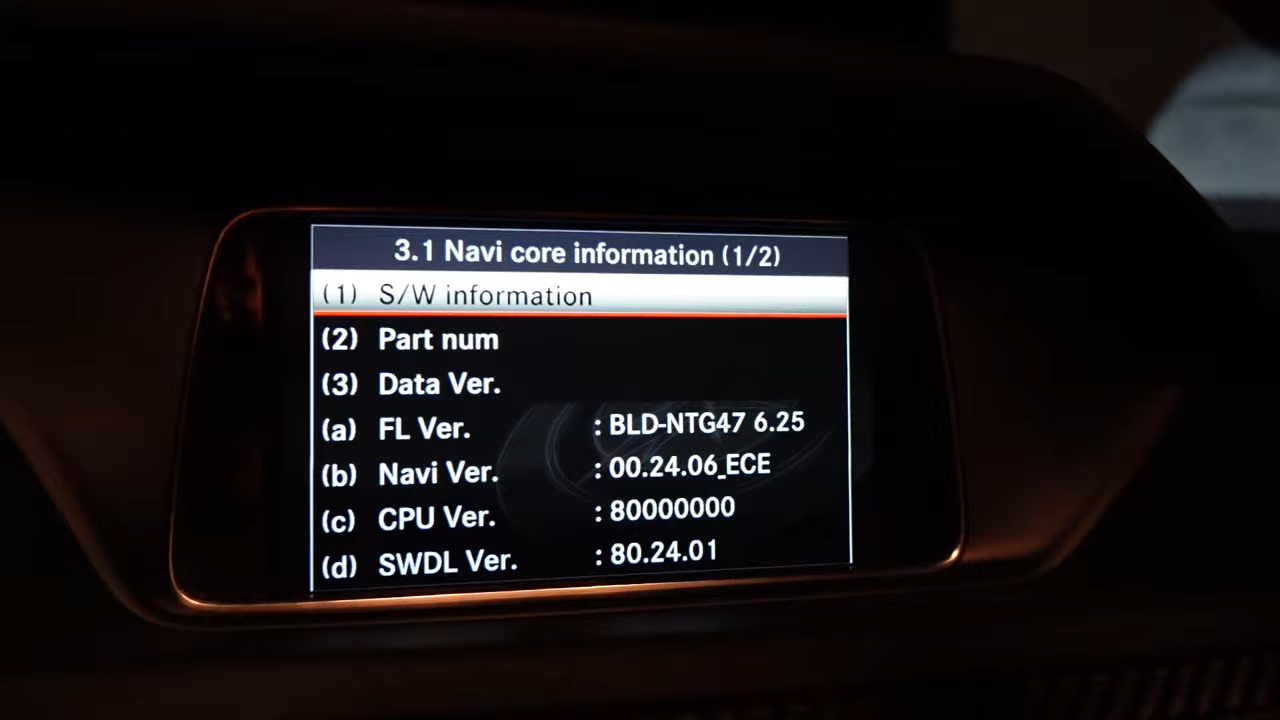 3.1 Navi core information (1/2)
(1) S/W information
(2) Part num
(3) Data Ver.
(a) FL Ver. : BLD-NTG47 6.25
(b) Navi Ver. : 00.24.06_ECE
(c) CPU Ver. : 80000000
(d) SWDL Ver. : 80.24.01